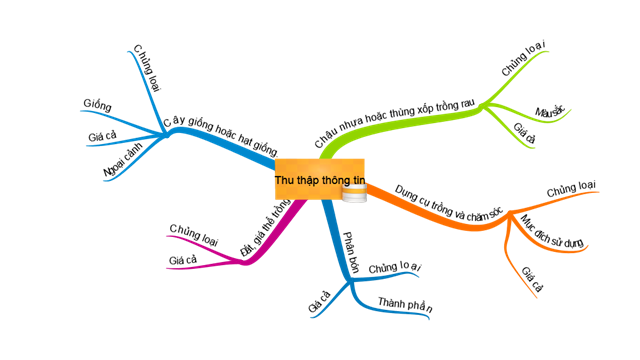 Thu thập thông tin
Chậu nhựa hoặc thùng xốp trồng rau
Chủng loại
Màu sắc
Giá cả
Dụng cụ trồng và chăm sóc
Chủng loại
Mục đích sử dụng
Giá cả
Phân bón
Chủng loại
Thành phần
Giá cả
Đất, giá thể trồng
Chủng loại
Giá cả
Cây giống hoặc hạt giống
Chủng loại
Giống
Giá cả
Ngoại cảnh